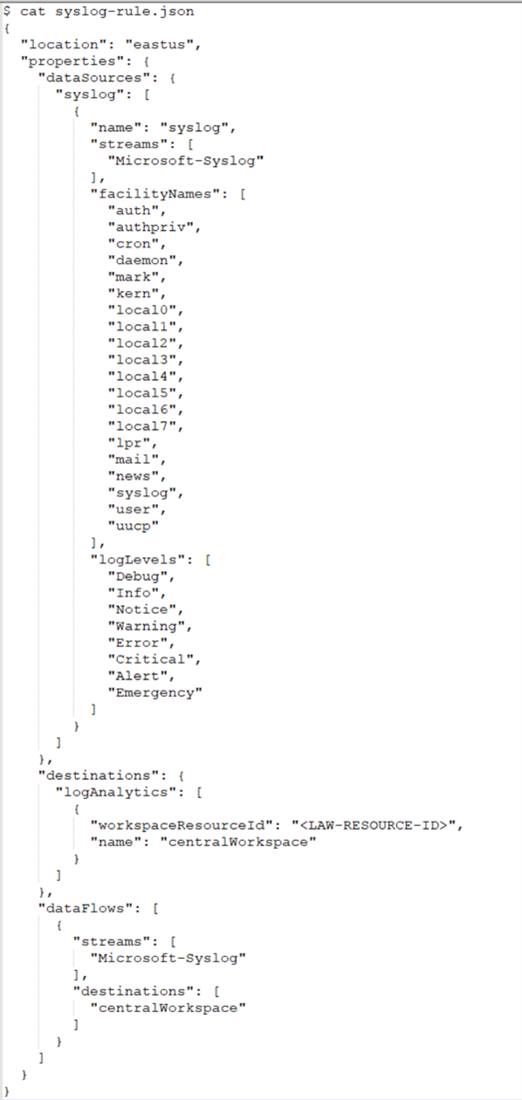 $ cat syslog-rule.json
{
  "location": "eastus",
  "properties": {
    "dataSources": {
      "syslog": [
        {
          "name": "syslog",
          "streams": [
            "Microsoft-Syslog"
          ],
          "facilityNames": [
            "auth",
            "authpriv",
            "cron",
            "daemon",
            "mark",
            "kern",
            "local0",
            "local1",
            "local2",
            "local3",
            "local4",
            "local5",
            "local6",
            "local7",
            "lpr",
            "mail",
            "news",
            "syslog",
            "user",
            "uucp"
          ],
          "logLevels": [
            "Debug",
            "Info",
            "Notice",
            "Warning",
            "Error",
            "Critical",
            "Alert",
            "Emergency"
          ]
        }
      ]
    },
    "destinations": {
      "logAnalytics": [
        {
          "workspaceResourceId": "<LAW-RESOURCE-ID>",
          "name": "centralWorkspace"
        }
      ]
    },
    "dataFlows": [
      {
        "streams": [
          "Microsoft-Syslog"
        ],
        "destinations": [
          "centralWorkspace"
        ]
      }
    ]
  }
}